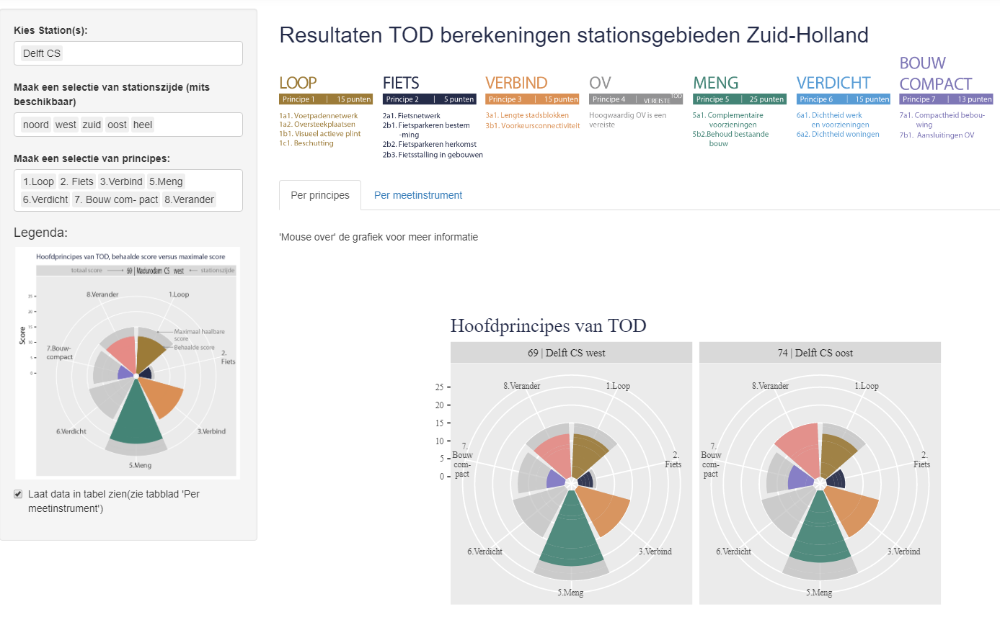 Kies Station(s):
Delft CS
Maak een selectie van stationszijde (mits
beschikbaar)
noord west zuid oost heel
Maak een selectie van principes:
1.Loop 2. Fiets 3.Verbind 5.Meng
6.Verdicht 7. Bouw com- pact 8.Verander
Legenda:
Hoofdprincipes van TOD, behaalde score versus maximale score
totaal score 69 | Madurodam CS west stationszijde
8.Verander 1.Loop
25
20
15
10
5
0
Score
Maximaal haalbare
score
Behaalde score
7.Bouw-
compact
2.
Fiets
6.Verdicht 3.Verbind
5.Meng
Laat data in tabel zien(zie tabblad 'Per
meetinstrument')
Resultaten TOD berekeningen stationsgebieden Zuid-Holland
LOOP
Principe 1 | 15 punten
1a1. Voetpadennetwerk
1a2. Oversteekplaatsen
1b1. Visueel actieve plint
1c1. Beschutting
FIETS
Principe 2 | 5 punten
2a1. Fietsnetwerk
2b1. Fietsparkeren bestem
-ming
2b2. Fietsparkeren herkomst
2b3. Fietsstalling in gebouwen
VERBIND
Principe 3 | 15 punten
3a1. Lengte stadsblokken
3b1. Voorkeursconnectiviteit
OV
Principe 4 | VEREISTE TOD
Hoogwaardig OV is een
vereiste
MENG
Principe 5 | 25 punten
5a1. Complementaire
voorzieningen
5b2.Behoud bestaande
bouw
VERDICHT
Principe 6 | 15 punten
6a1. Dichtheid werk
en voorzieningen
6a2. Dichtheid woningen
BOUW
COMPACT
Principe 7 | 13 punten
7a1. Compactheid bebou-
wing
7b1. Aansluitingen OV
Per principes Per meetinstrument
'Mouse over' de grafiek voor meer informatie
Hoofdprincipes van TOD
69 | Delft CS west
25
20
15
10
5
0
8.Verander 1.Loop
7.
Bouw
com-
pact
2.
Fiets
6.Verdicht 3.Verbind
5.Meng
74 | Delft CS oost
8.Verander 1.Loop
7.
Bouw
com-
pact
2.
Fiets
6.Verdicht 3.Verbind
5.Meng